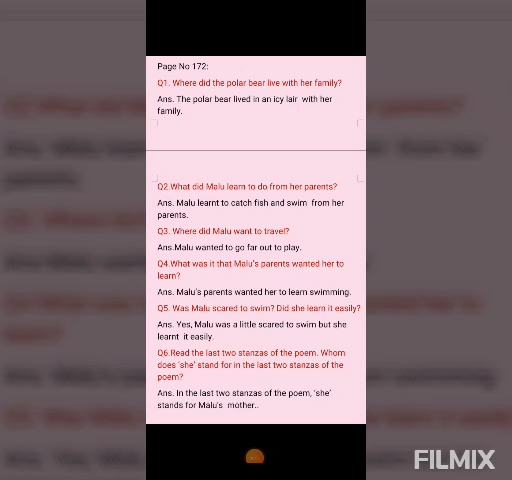 Page No 172:
Q1. Where did the polar bear live with her family?
Ans. The polar bear lived in an icy lair with her
family.
Q2.What did Malu learn to do from her parents?
Ans. Malu learnt to catch fish and swim from her
parents.
Q3. Where did Malu want to travel?
Ans.Malu wanted to go far out to play.
Q4.What was it that Malu's parents wanted her to
learn?
Ans. Malu's parents wanted her to learn swimming.
Q5. Was Malu scared to swim? Did she learn it easily?
Ans. Yes, Malu was a little scared to swim but she
learnt it easily.
Q6.Read the last two stanzas of the poem. Whom
does 'she' stand for in the last two stanzas of the
poem?
Ans. In the last two stanzas of the poem, 'she'
stands for Malu's mother..
FILMIX